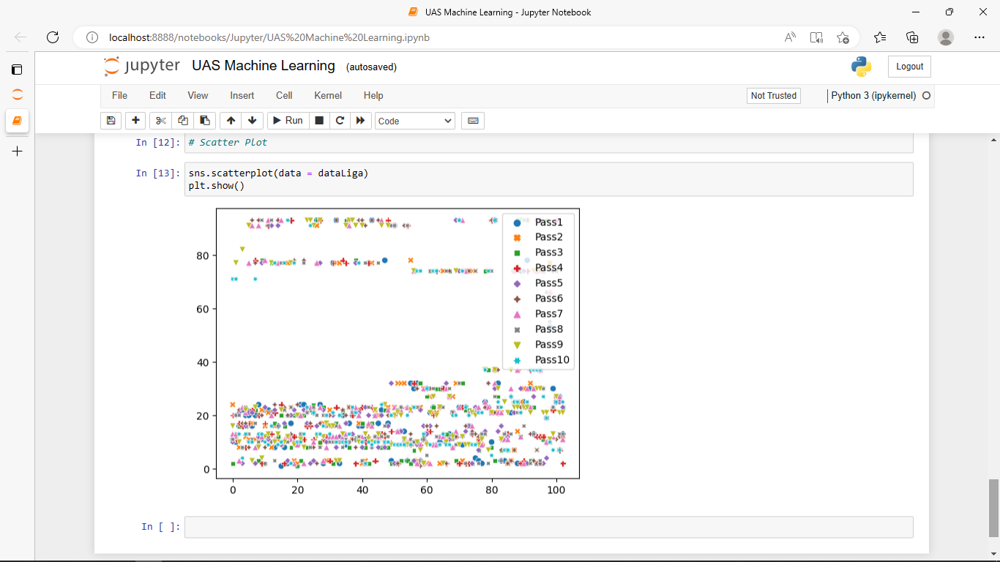 UAS Machine Learning - Jupyter Notebook
localhost:8888/notebooks/Jupyter/UAS%20Machine%20Learning.ipynb
jupyter UAS Machine Learning (autosaved)
Logout
File Edit View Insert Cell Kernel Help
Not Trusted
Python 3 (ipykernel)
Run
Code
In [12]: # Scatter Plot
In [13]: sns.scatterplot(data = dataLiga)
plt.show()
Pass1
Pass2
Pass3
Pass4
Pass5
Pass6
Pass7
Pass8
Pass9
Pass10
80
60
40
20
0
0 20 40 60 80 100
In [ ]: